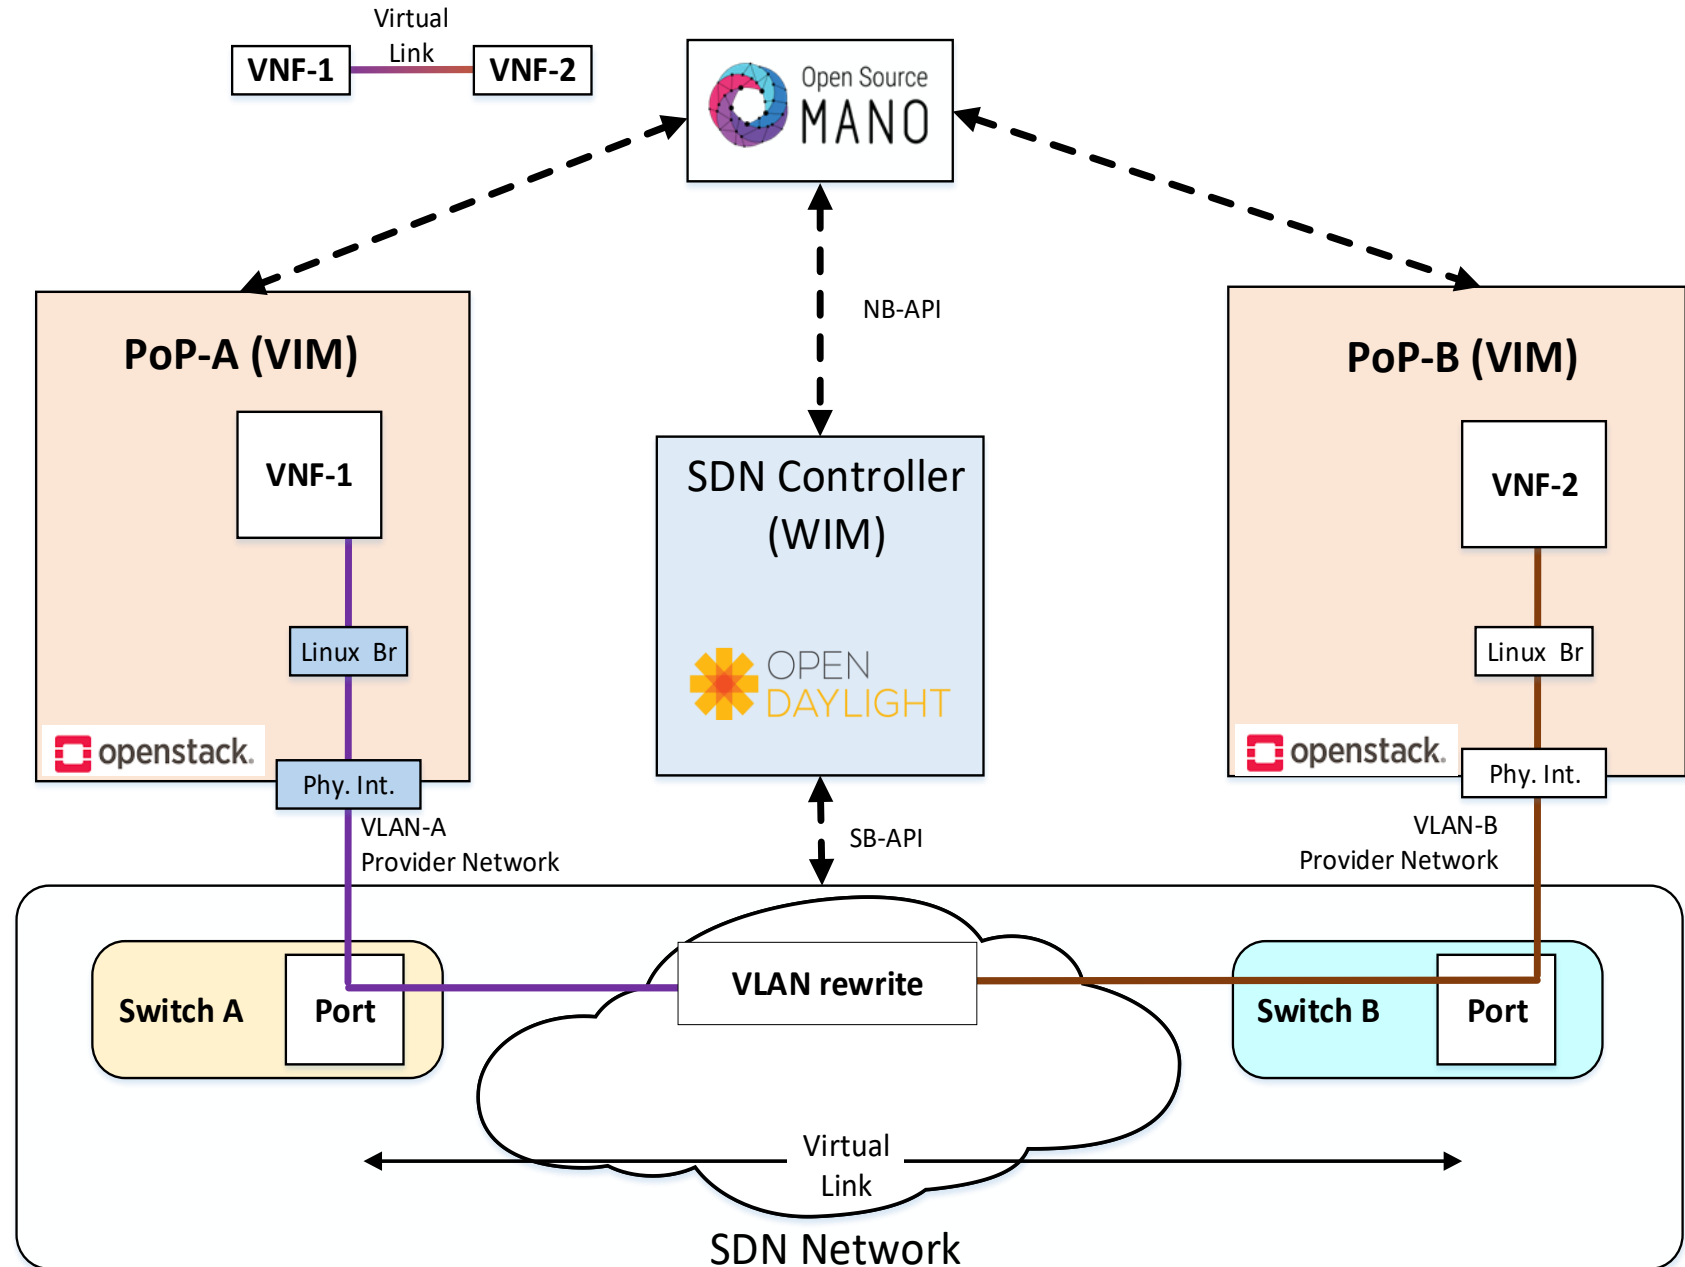 Virtual
Link
VNF-1
VNF-2
Open Source
MANO
NB-API
PoP-A (VIM)
VNF-1
Linux Br
openstack.
Phy. Int.
VLAN-A
Provider Network
SDN Controller
(WIM)
OPEN
DAYLIGHT
SB-API
PoP-B (VIM)
VNF-2
Linux Br
openstack.
Phy. Int.
VLAN-B
Provider Network
Switch A
Port
VLAN rewrite
Switch B
Port
Virtual
Link
SDN Network